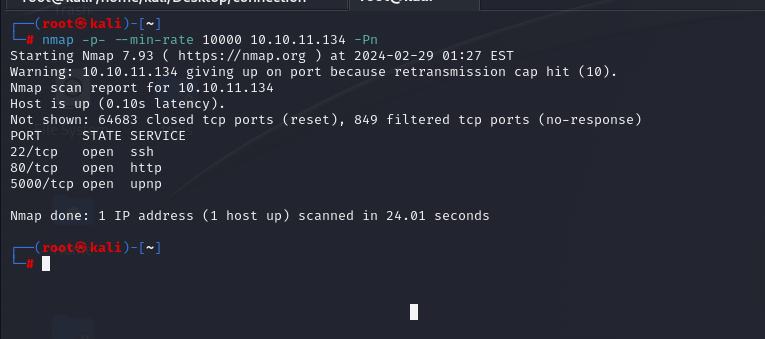 root@kali: /home/kali/Desktop/connection
┌──(root㉿kali)-[~]
└─# nmap -p- --min-rate 10000 10.10.11.134 -Pn
Starting Nmap 7.93 ( https://nmap.org ) at 2024-02-29 01:27 EST
Warning: 10.10.11.134 giving up on port because retransmission cap hit (10).
Nmap scan report for 10.10.11.134
Host is up (0.10s latency).
Not shown: 64683 closed tcp ports (reset), 849 filtered tcp ports (no-response)
PORT     STATE SERVICE
22/tcp   open  ssh
80/tcp   open  http
5000/tcp open  upnp
Nmap done: 1 IP address (1 host up) scanned in 24.01 seconds
┌──(root㉿kali)-[~]
└─#